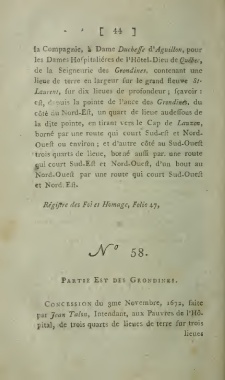 [ 44 ]
la Compagnie, à Dame Duchesse d'Aguillon, pour
les Dames Hospitalières de l'Hôtel-Dieu de Québec,
de la Seigneurie des Grondines, contenant une
lieue de terre en largeur sur le grand fleuve St-
Laurent, sur dix lieues de profondeur; sçavoir:
est, depuis la pointe de l'ance des Grondines, du
côté au Nord-Est, un quart de lieue audessous de
la dite pointe, en tirant vers le Cap de Lauzon,
borné par une route qui court Sud-est et Nord-
Ouest ou environ; et d'autre côté au Sud-Ouest
trois quarts de lieue, borné aussi par une route
qui court Sud-Est et Nord-Ouest, d'un bout au
Nord-Ouest par une route qui court Sud-Ouest
et Nord-Est.
Régistre des Foi et Homage, Folio 47,
N° 58.
PARTIE EST DES GRONDINES.
CONCESSION du 3me Novembre, 1672, faite
par Jean Talon, Intendant, aux Pauvres de l'Hô-
pital, de trois quarts de lieues de terre sur trois
lieues